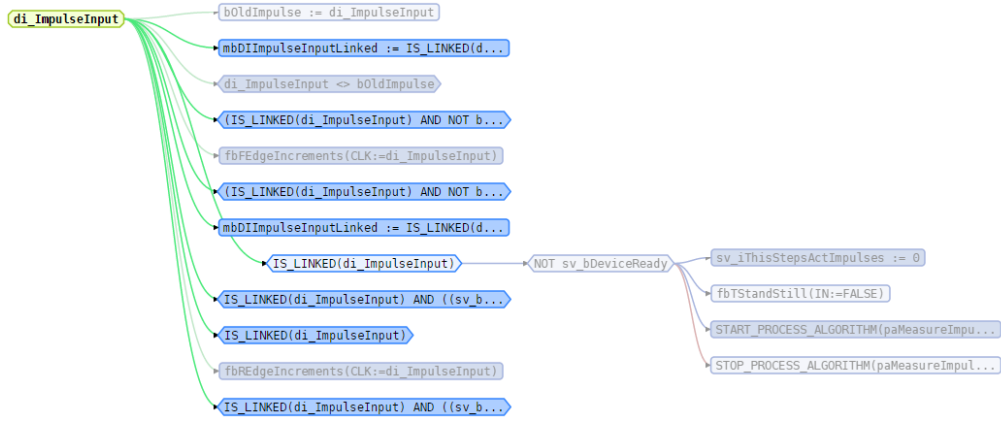 di_ImpulseInput
bOldImpulse := di_ImpulseInput
mbDIImpulseInputLinked := IS_LINKED(d...
di_ImpulseInput <> bOldImpulse
(IS_LINKED(di_ImpulseInput) AND NOT b...
fbFEdgeIncrements(CLK:=di_ImpulseInput)
(IS_LINKED(di_ImpulseInput) AND NOT b...
mbDIImpulseInputLinked := IS_LINKED(d...
IS_LINKED(di_ImpulseInput)
NOT sv_bDeviceReady
sv_iThisStepsActImpulses := 0
fbTStandStill(IN:=FALSE)
START_PROCESS_ALGORITHM(paMeasureImpu...
STOP_PROCESS_ALGORITHM(paMeasureImpul...
IS_LINKED(di_ImpulseInput) AND ((sv_b...
IS_LINKED(di_ImpulseInput)
fbREdgeIncrements(CLK:=di_ImpulseInput)
IS_LINKED(di_ImpulseInput) AND ((sv_b...